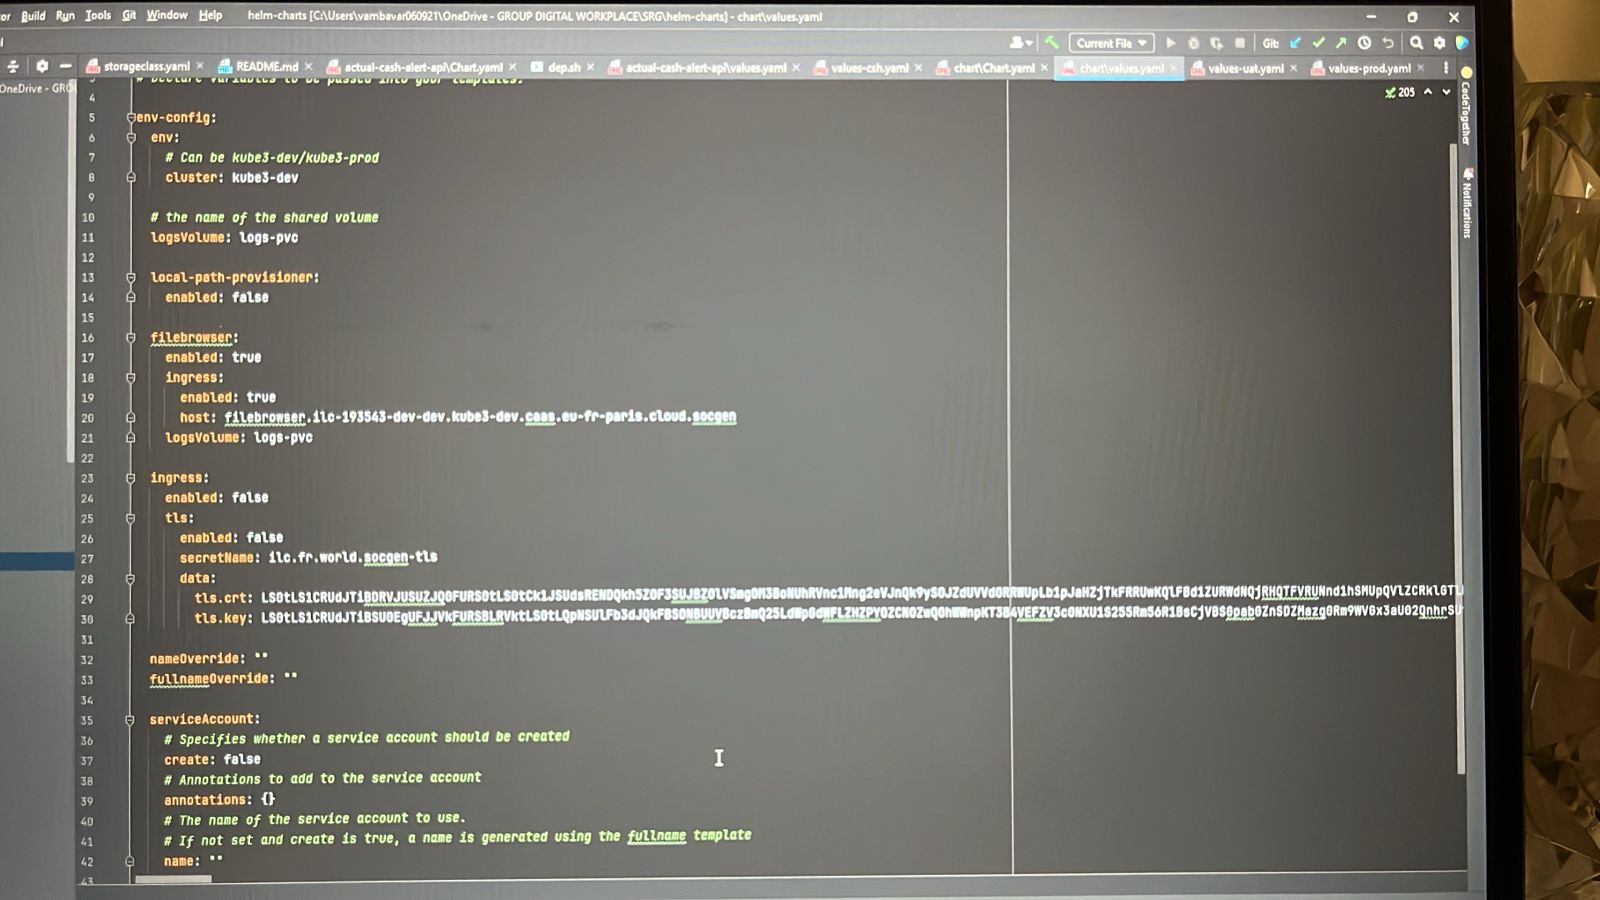 or Build Run Tools Git Window Help helm-charts [C:\Users\vambavar060921\OneDrive - GROUP DIGITAL WORKPLACE\SRG\helm-charts] - chart\values.yaml
Current File Git:
storageclass.yaml README.md actual-cash-alert-api\Chart.yaml dep.sh actual-cash-alert-api\values.yaml values-csh.yaml chart\Chart.yaml chart\values.yaml values-uat.yaml values-prod.yaml
OneDrive - GRO
205
CodeTogether
Notifications
3 # Declare variables to be passed into your templates.
4
5 env-config:
6 env:
7 # Can be kube3-dev/kube3-prod
8 cluster: kube3-dev
9
10 # the name of the shared volume
11 logsVolume: logs-pvc
12
13 local-path-provisioner:
14 enabled: false
15
16 filebrowser:
17 enabled: true
18 ingress:
19 enabled: true
20 host: filebrowser.ilc-193543-dev-dev.kube3-dev.caas.eu-fr-paris.cloud.socgen
21 logsVolume: logs-pvc
22
23 ingress:
24 enabled: false
25 tls:
26 enabled: false
27 secretName: ilc.fr.world.socgen-tls
28 data:
29 tls.crt:
30 tls.key:
31
32 nameOverride: ""
33 fullnameOverride: ""
34
35 serviceAccount:
36 # Specifies whether a service account should be created
37 create: false
38 # Annotations to add to the service account
39 annotations: {}
40 # The name of the service account to use.
41 # If not set and create is true, a name is generated using the fullname template
42 name: ""
43